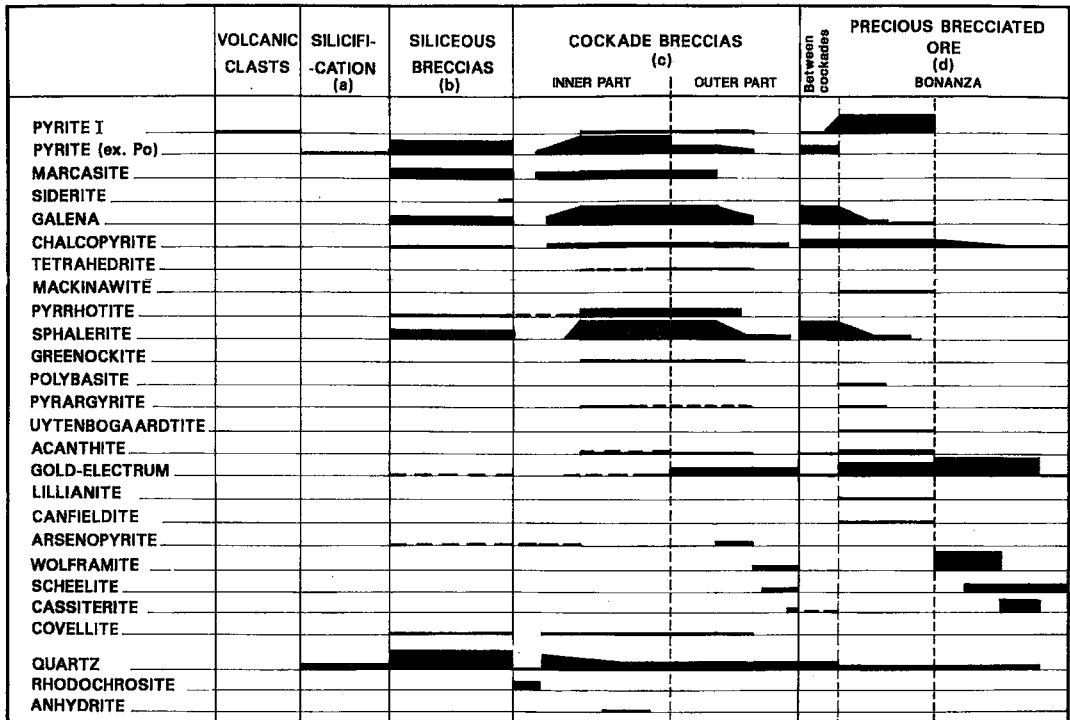 VOLCANIC CLASTS
SILICIFI- -CATION (a)
SILICEOUS BRECCIAS (b)
COCKADE BRECCIAS (c)
INNER PART
OUTER PART
Between cockades
PRECIOUS BRECCIATED ORE (d)
BONANZA
PYRITE I
PYRITE (ex. Po)
MARCASITE
SIDERITE
GALENA
CHALCOPYRITE
TETRAHEDRITE
MACKINAWITE
PYRRHOTITE
SPHALERITE
GREENOCKITE
POLYBASITE
PYRARGYRITE
UYTENBOGAARDTITE
ACANTHITE
GOLD-ELECTRUM
LILLIANITE
CANFIELDITE
ARSENOPYRITE
WOLFRAMITE
SCHEELITE
CASSITERITE
COVELLITE
QUARTZ
RHODOCHROSITE
ANHYDRITE